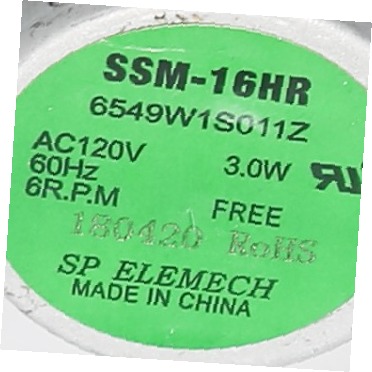 SSM-16HR
6549W1S011Z
AC120V
60Hz 3.0W
6R.P.M FREE
180420 RoHS
SP ELEMECH
MADE IN CHINA